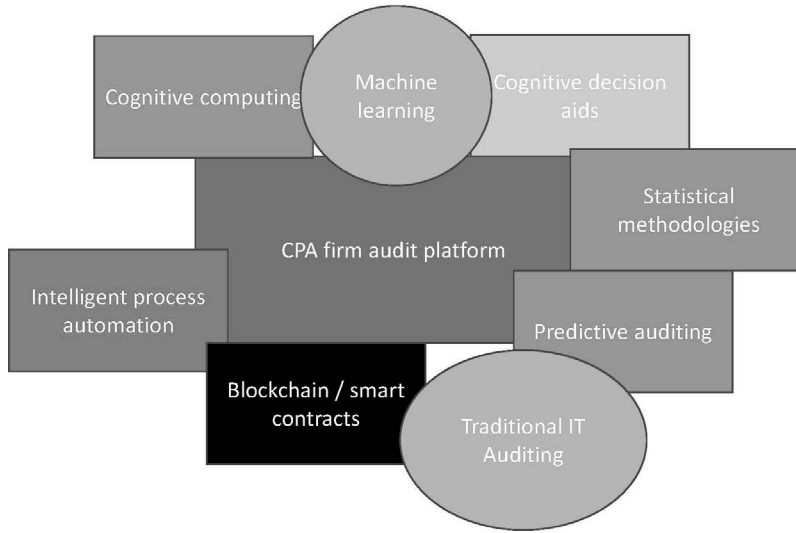 Cognitive computing
Machine
learning
Cognitive decision
aids
Statistical
methodologies
CPA firm audit platform
Intelligent process
automation
Predictive auditing
Blockchain / smart
contracts
Traditional IT
Auditing